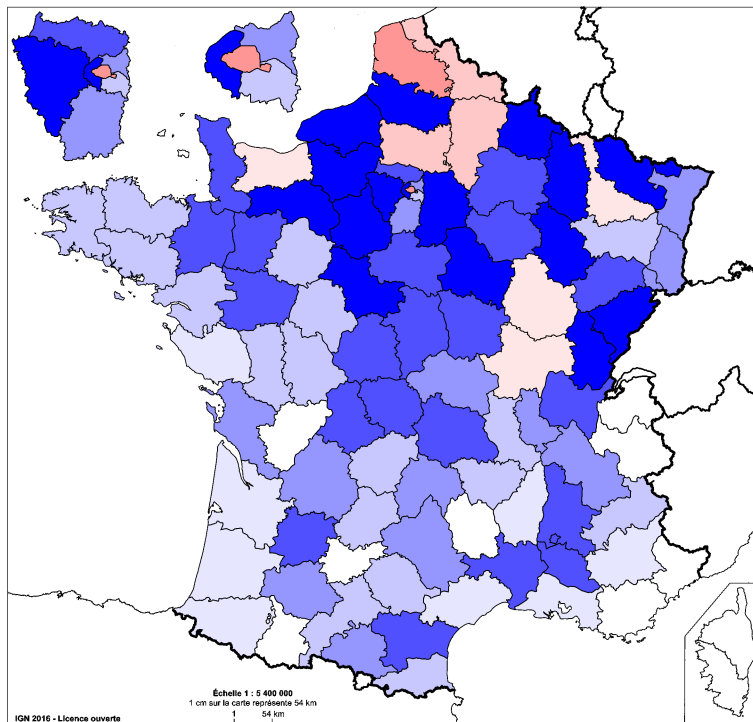 Échelle 1 : 5 400 000
1 cm sur la carte représente 54 km
1 54 km
IGN 2016 - Licence ouverte